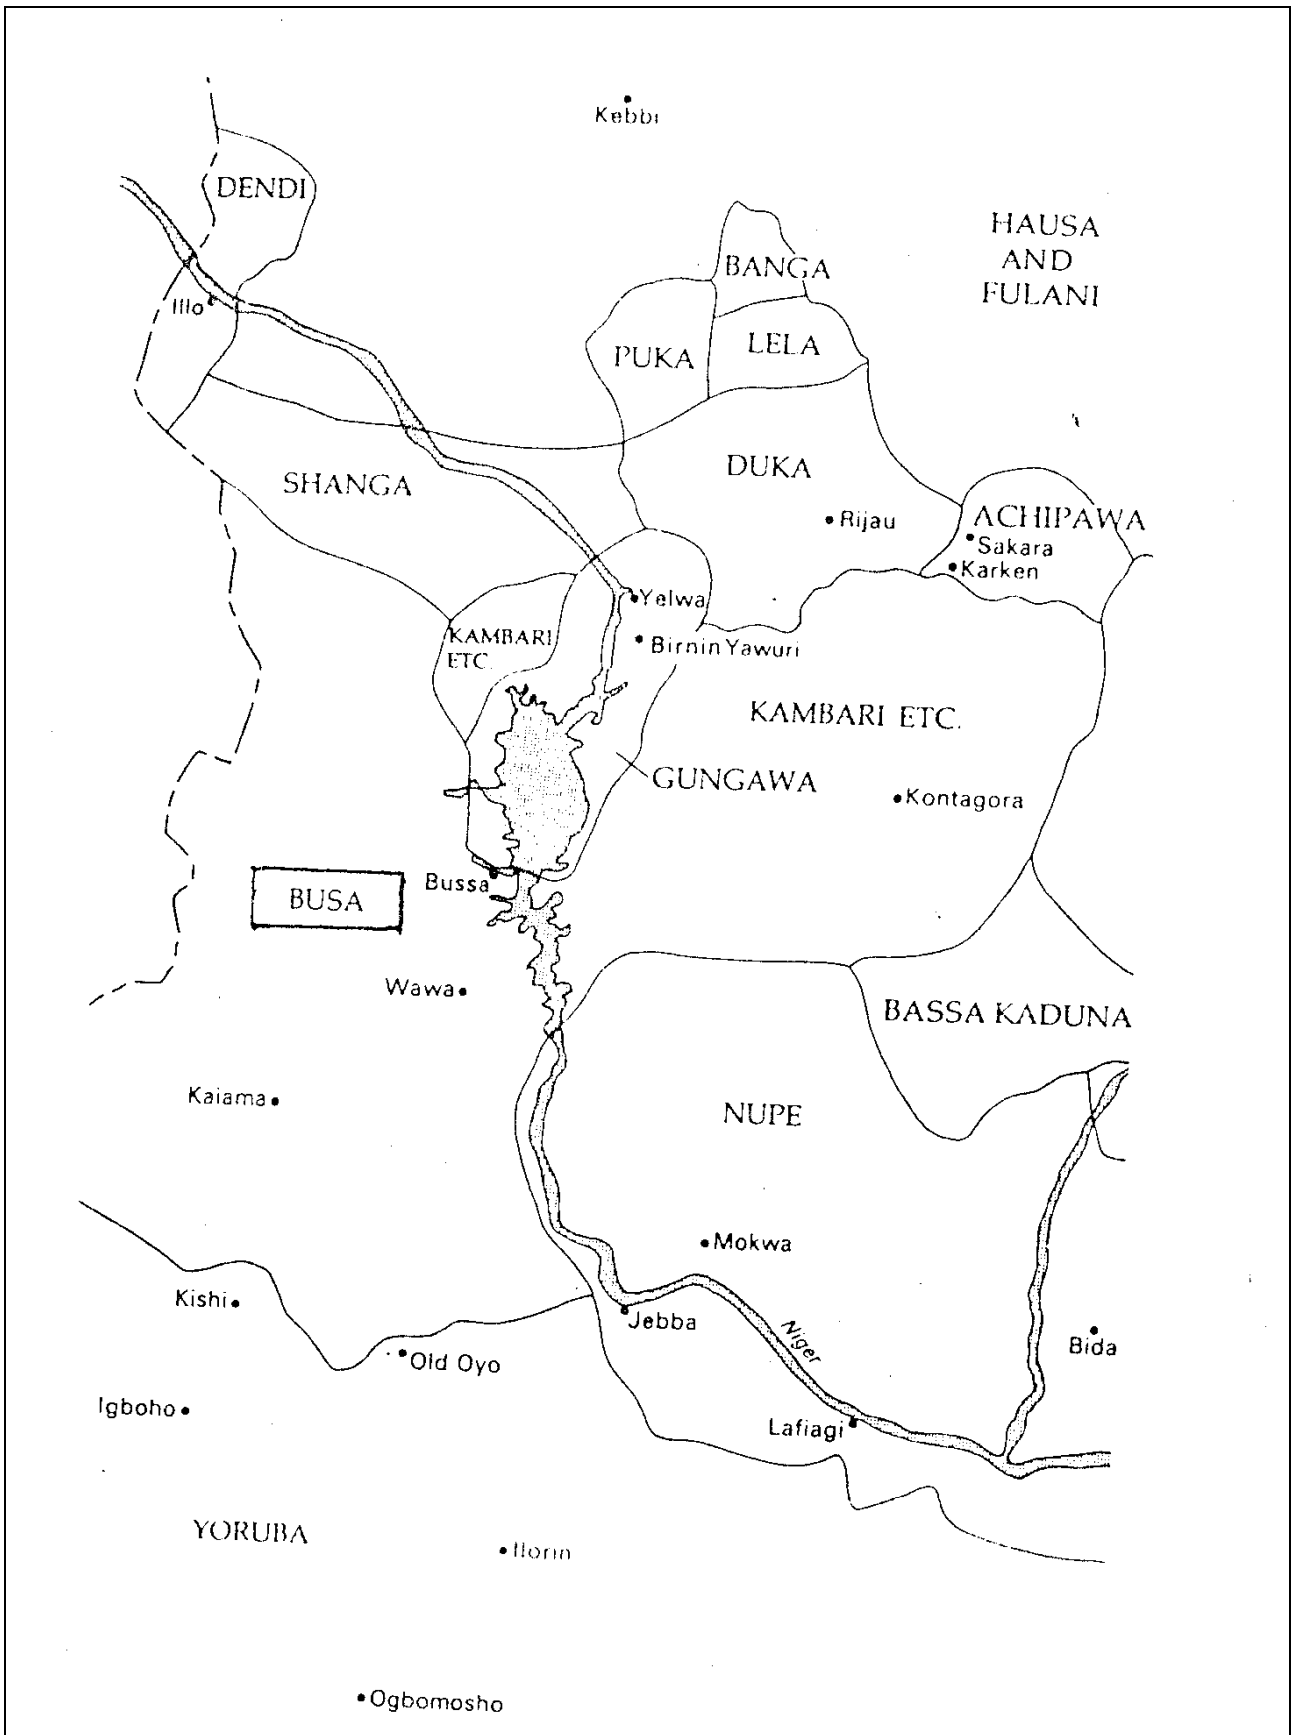 Kebbi
DENDI
HAUSA
AND
FULANI
BANGA
Illo
LELA
PUKA
DUKA
SHANGA
Rijau
ACHIPAWA
Sakara
Karken
Yelwa
KAMBARI
ETC.
Birnin Yawuri
KAMBARI ETC.
GUNGAWA
Kontagora
Bussa
BUSA
Wawa
BASSA KADUNA
Kaiama
NUPE
Mokwa
Kishi
Jebba
Niger
Bida
Old Oyo
Igboho
Lafiagi
YORUBA
Ilorin
Ogbomosho